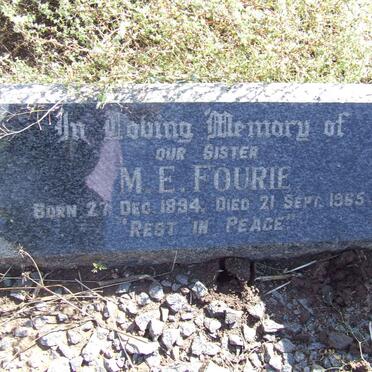 In Loving Memory of
OUR SISTER
M. E. FOURIE
BORN 27 DEC. 1894. DIED 21 SEPT. 1965
"REST IN PEACE"